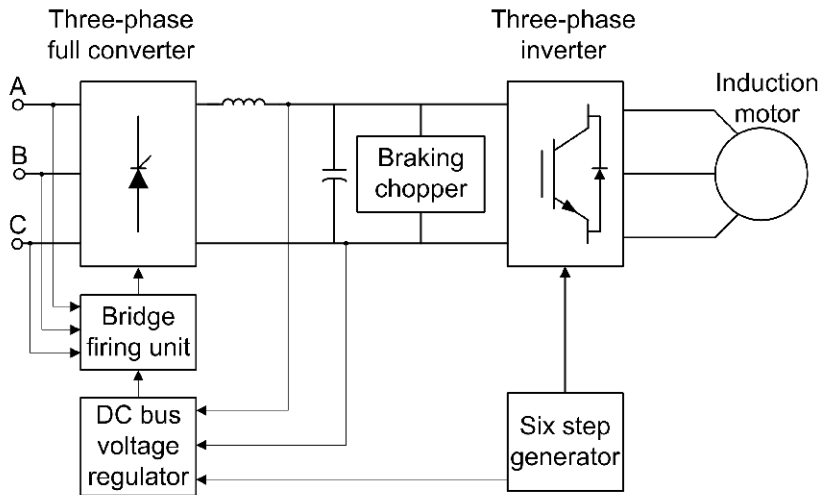 Three-phase
full converter
Three-phase
inverter
Induction
motor
A
B
C
Braking
chopper
Bridge
firing unit
DC bus
voltage
regulator
Six step
generator